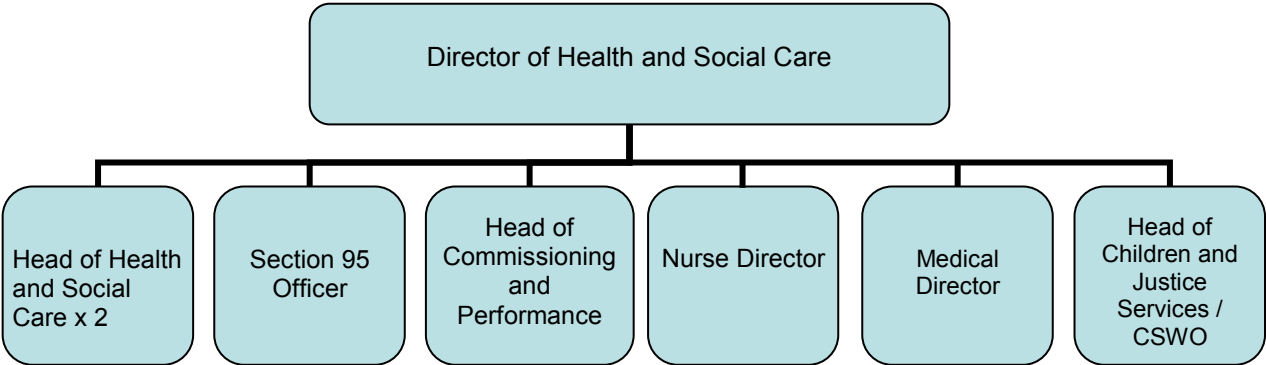 Director of Health and Social Care
Head of Health
and Social
Care x 2
Section 95
Officer
Head of
Commissioning
and
Performance
Nurse Director
Medical
Director
Head of
Children and
Justice
Services /
CSWO